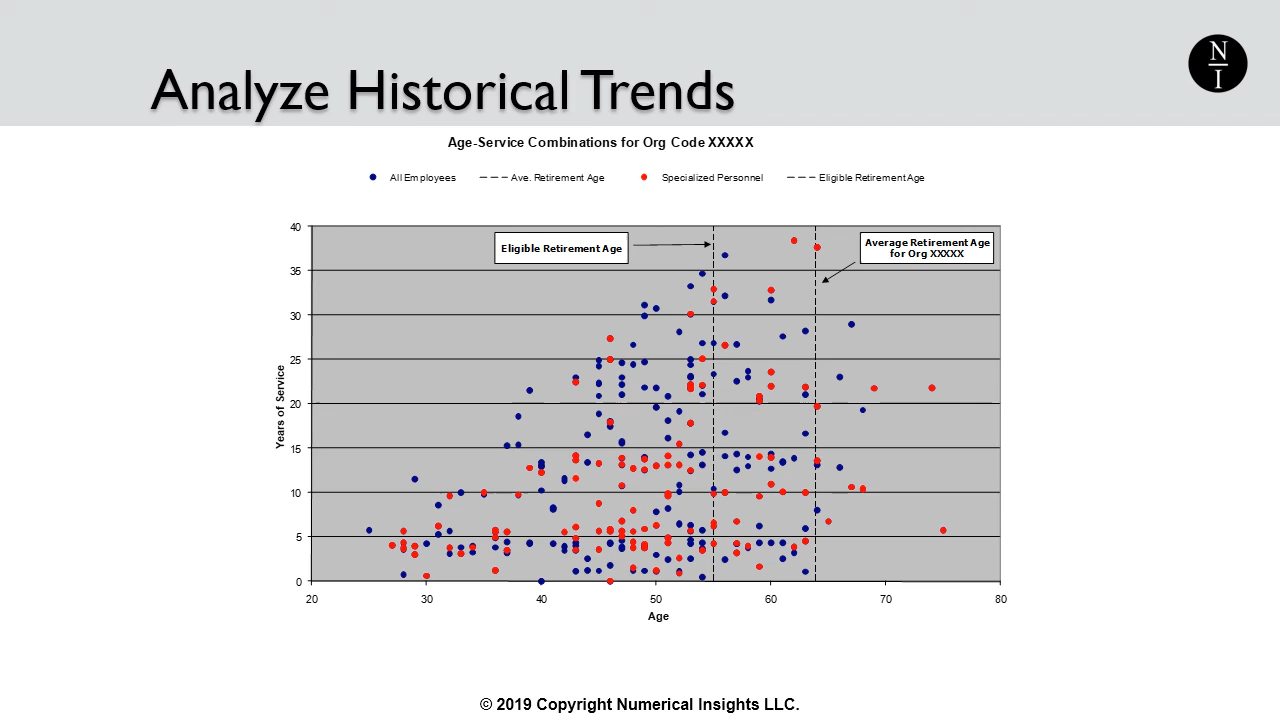 Analyze Historical Trends
N
I
Age-Service Combinations for Org Code XXXXX
All Employees
Ave. Retirement Age
Specialized Personnel
Eligible Retirement Age
Eligible Retirement Age
Average Retirement Age
for Org XXXXX
Years of Service
40
35
30
25
20
15
10
5
0
20
30
40
50
60
70
80
Age
© 2019 Copyright Numerical Insights LLC.